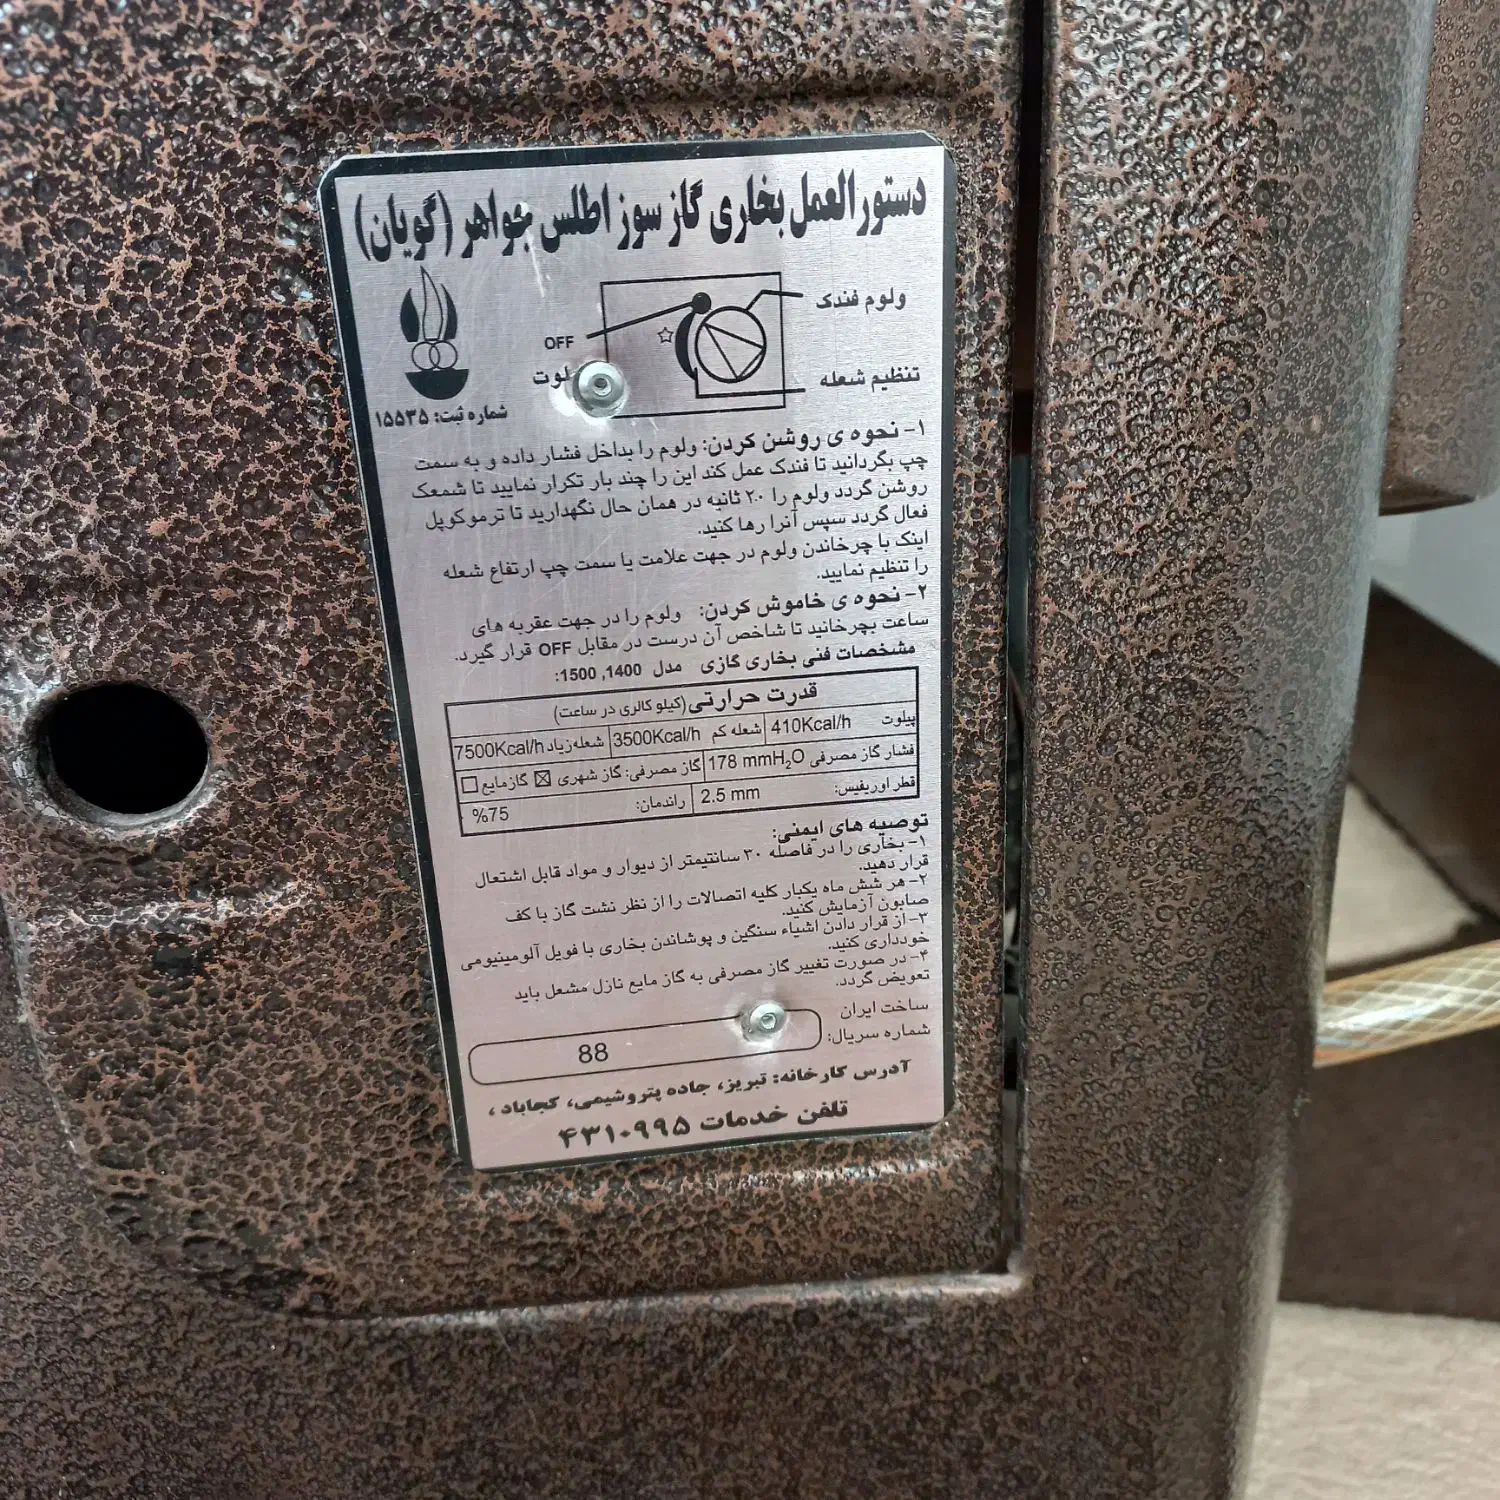 دستورالعمل بخاری گاز سوز اطلس جواهر (گویان)
ولوم فندک
OFF
تنظیم شعله
شماره ثبت: ۱۵۵۳۵
۱- نحوه ی روشن کردن: ولوم را بداخل فشار داده و به سمت
چپ بگردانید تا فندک عمل کند این را چند بار تکرار نمایید تا شمعک
روشن گردد ولوم را ۲۰ ثانیه در همان حال نگهدارید تا ترموکوپل
فعال گردد سپس آنرا رها کنید.
اینک با چرخاندن ولوم در جهت علامت یا سمت چپ ارتفاع شعله
را تنظیم نمایید.
۲- نحوه ی خاموش کردن: ولوم را در جهت عقربه های
ساعت بچرخانید تا شاخص آن درست در مقابل OFF قرار گیرد.
مشخصات فنی بخاری گازی مدل 1400, 1500:
قدرت حرارتی (کیلو کالری در ساعت)
پیلوت 410Kcal/h شعله کم 3500Kcal/h شعله زیاد 7500Kcal/h
فشار گاز مصرفی 178 mmH₂O گاز مصرفی: گاز شهری ☒ گاز مایع ☐
قطر اوریفیس: 2.5 mm راندمان: %75
توصیه های ایمنی:
۱- بخاری را در فاصله ۳۰ سانتیمتر از دیوار و مواد قابل اشتعال
قرار دهید.
۲- هر شش ماه یکبار کلیه اتصالات را از نظر نشت گاز با کف
صابون آزمایش کنید.
۳- از قرار دادن اشیاء سنگین و پوشاندن بخاری با فویل آلومینیومی
خودداری کنید.
۴- در صورت تغییر گاز مصرفی به گاز مایع نازل مشعل باید
تعویض گردد.
ساخت ایران
شماره سریال: 88
آدرس کارخانه: تبریز، جاده پتروشیمی، کجاباد ،
تلفن خدمات ۴۳۱۰۹۹۵